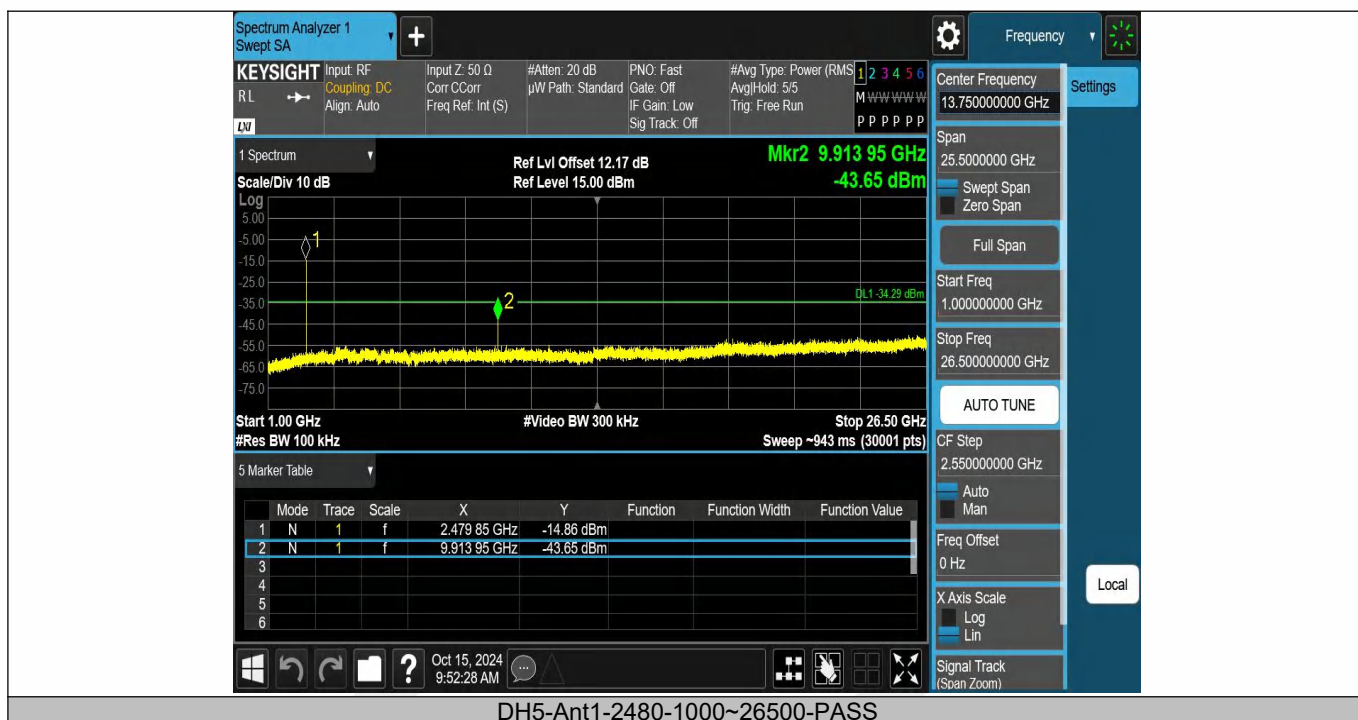 Spectrum Analyzer 1
Swept SA
+
Frequency
KEYSIGHT
RL
LXI
Input: RF
Coupling: DC
Align: Auto
Input Z: 50 Ω
Corr CCorr
Freq Ref: Int (S)
#Atten: 20 dB
µW Path: Standard
PNO: Fast
Gate: Off
IF Gain: Low
Sig Track: Off
#Avg Type: Power (RMS
Avg|Hold: 5/5
Trig: Free Run
1 2 3 4 5 6
M W W W W W
P P P P P P
1 Spectrum
Scale/Div 10 dB
Ref Lvl Offset 12.17 dB
Ref Level 15.00 dBm
Mkr2 9.913 95 GHz
-43.65 dBm
Log
5.00
-5.00
-15.0
-25.0
-35.0
-45.0
-55.0
-65.0
-75.0
1
2
DL1 -34.29 dBm
Start 1.00 GHz
#Video BW 300 kHz
Stop 26.50 GHz
#Res BW 100 kHz
Sweep ~943 ms (30001 pts)
5 Marker Table
Mode Trace Scale X Y Function Function Width Function Value
1 N 1 f 2.479 85 GHz -14.86 dBm
2 N 1 f 9.913 95 GHz -43.65 dBm
3
4
5
6
Oct 15, 2024
9:52:28 AM
Center Frequency
13.750000000 GHz
Settings
Span
25.5000000 GHz
Swept Span
Zero Span
Full Span
Start Freq
1.000000000 GHz
Stop Freq
26.500000000 GHz
AUTO TUNE
CF Step
2.550000000 GHz
Auto
Man
Freq Offset
0 Hz
Local
X Axis Scale
Log
Lin
Signal Track
(Span Zoom)
DH5-Ant1-2480-1000~26500-PASS